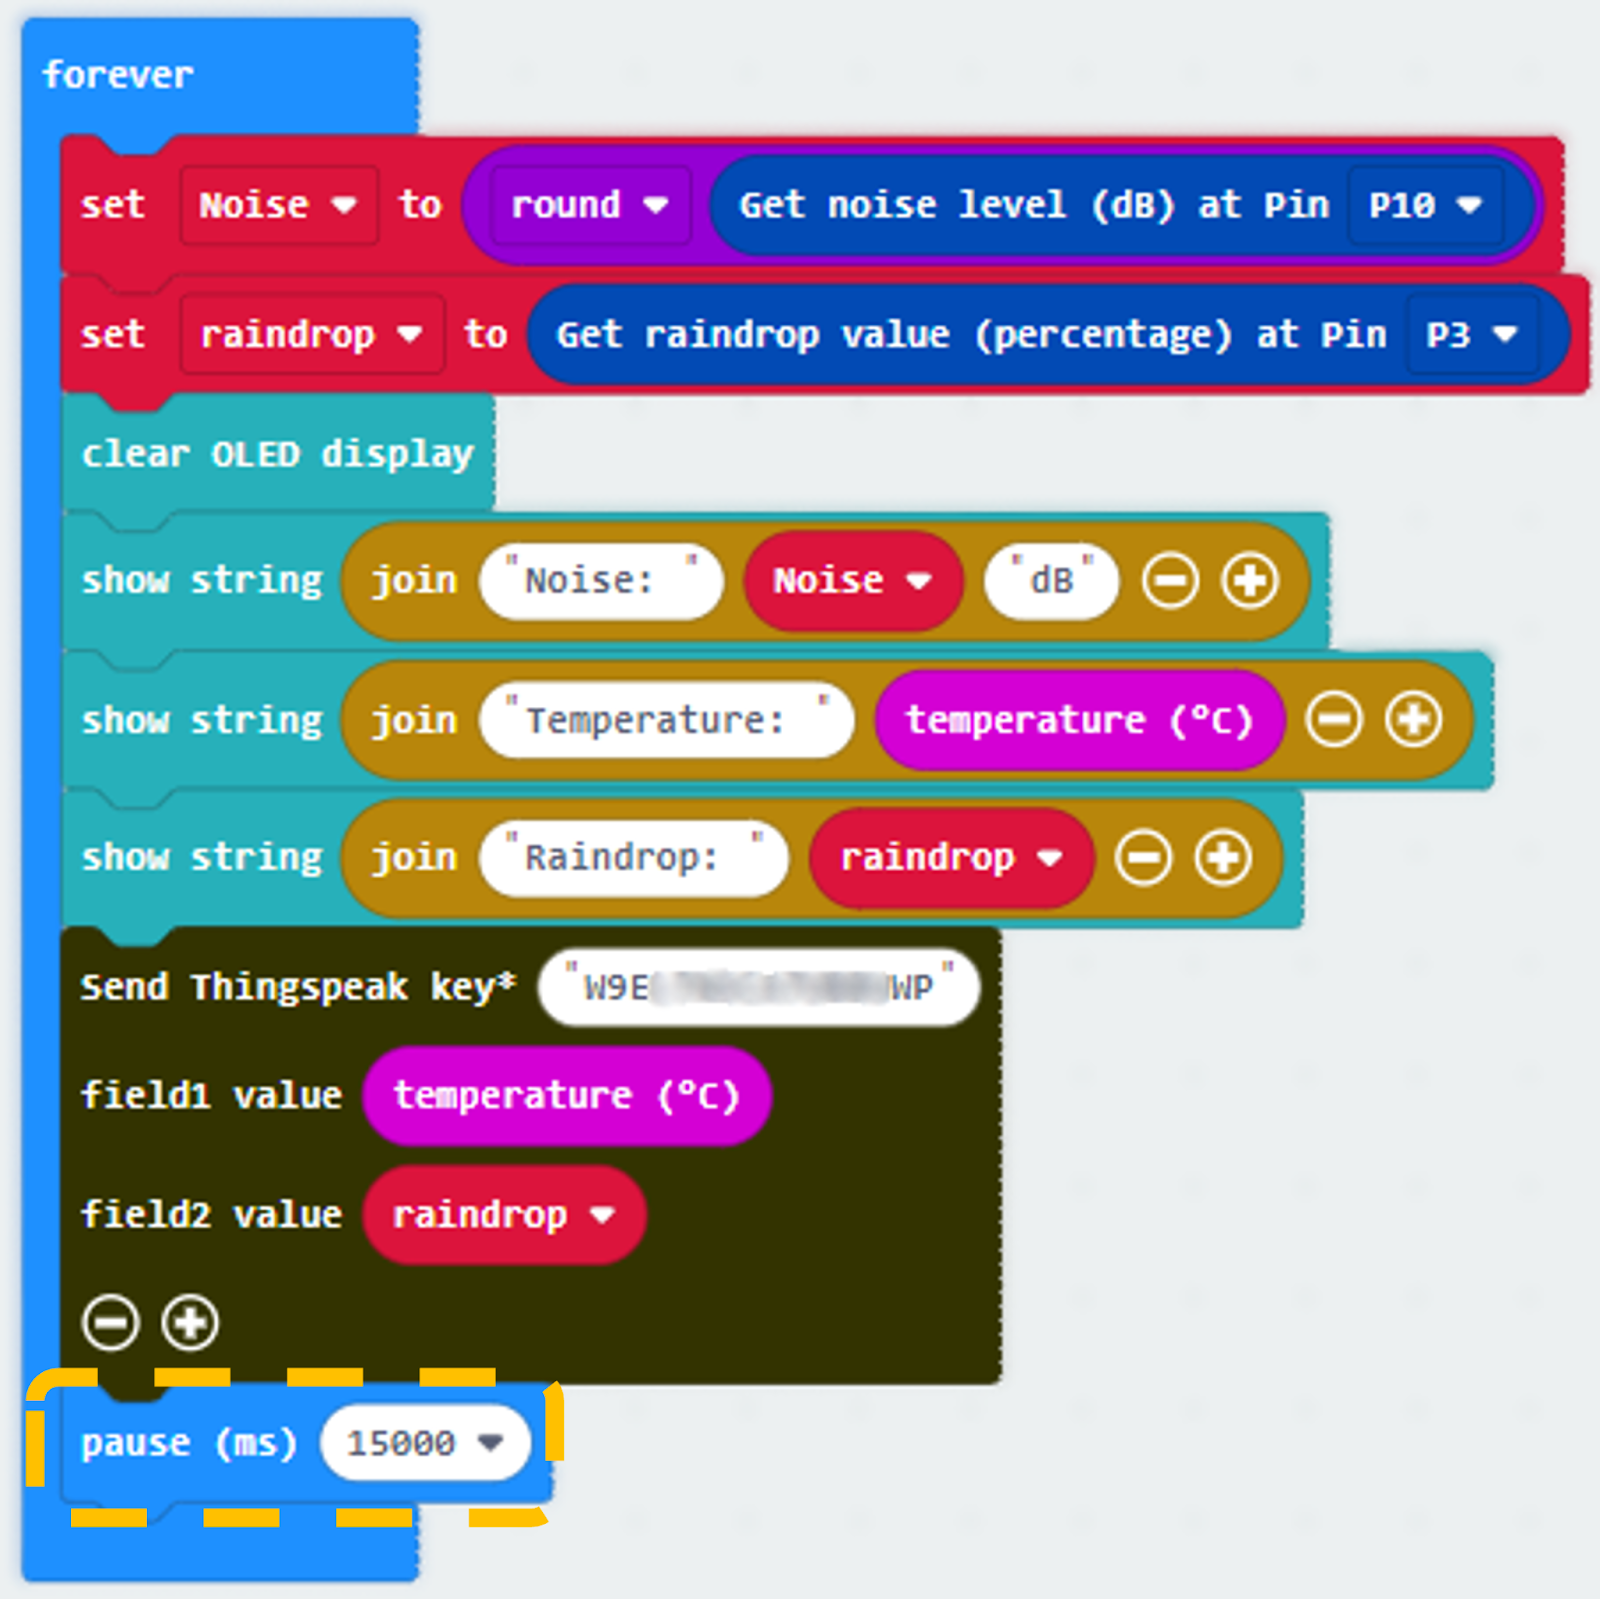 forever
set Noise to round Get noise level (dB) at Pin P10
set raindrop to Get raindrop value (percentage) at Pin P3
clear OLED display
show string join "Noise: " Noise "dB"
show string join "Temperature: " temperature (°C)
show string join "Raindrop: " raindrop
Send Thingspeak key* "W9E WP"
field1 value temperature (°C)
field2 value raindrop
pause (ms) 15000